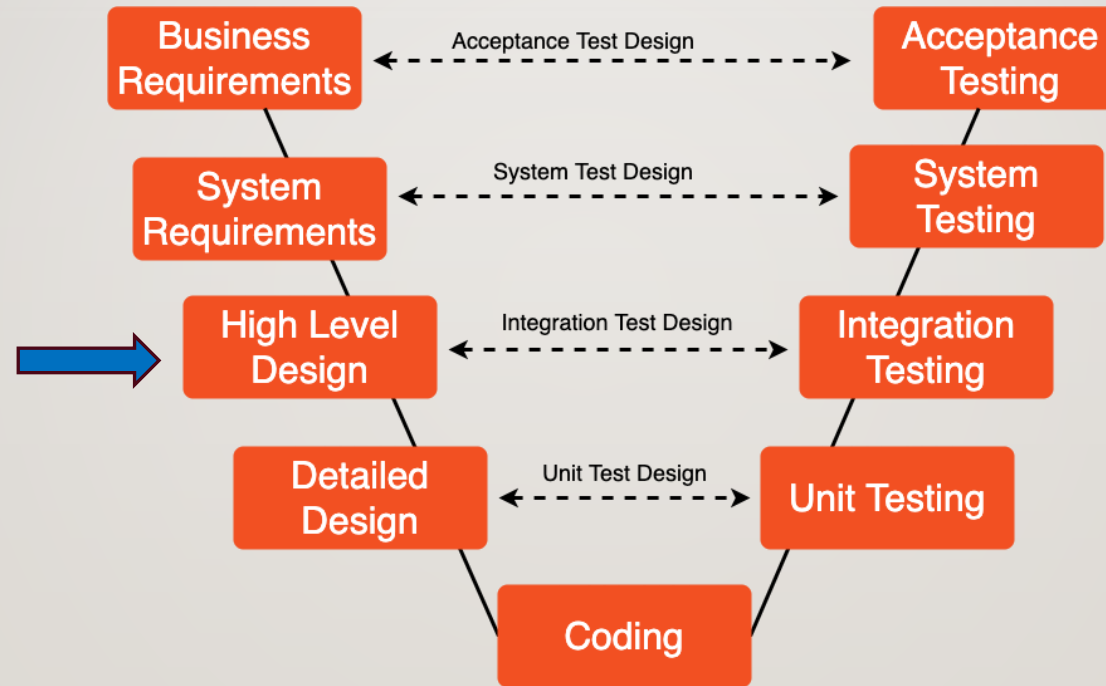 Business
Requirements
Acceptance Test Design
Acceptance
Testing
System
Requirements
System Test Design
System
Testing
High Level
Design
Integration Test Design
Integration
Testing
Detailed
Design
Unit Test Design
Unit Testing
Coding